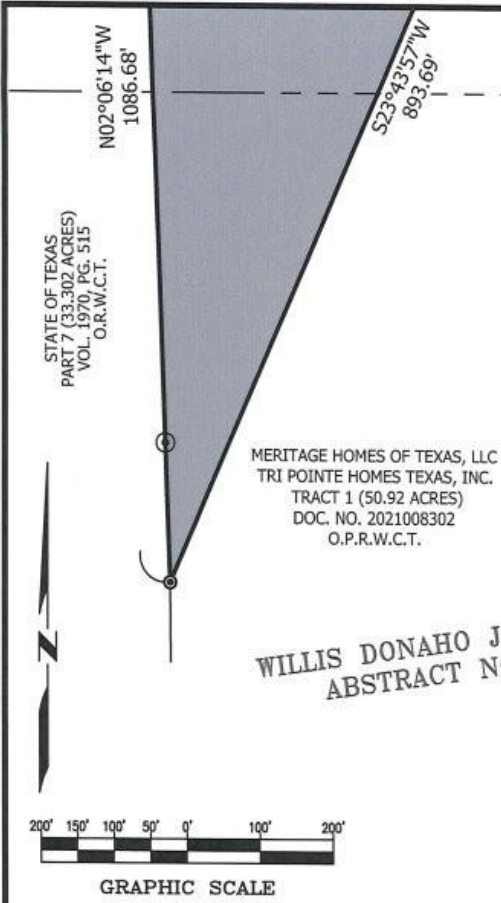 N02°06'14"W
1086.68'
S23°43'57"W
893.69'
STATE OF TEXAS
PART 7 (33.302 ACRES)
VOL. 1970, PG. 515
O.R.W.C.T.
MERITAGE HOMES OF TEXAS, LLC
TRI POINTE HOMES TEXAS, INC.
TRACT 1 (50.92 ACRES)
DOC. NO. 2021008302
O.P.R.W.C.T.
WILLIS DONAHO J
ABSTRACT N
N
200' 150' 100' 50' 0' 100' 200'
GRAPHIC SCALE